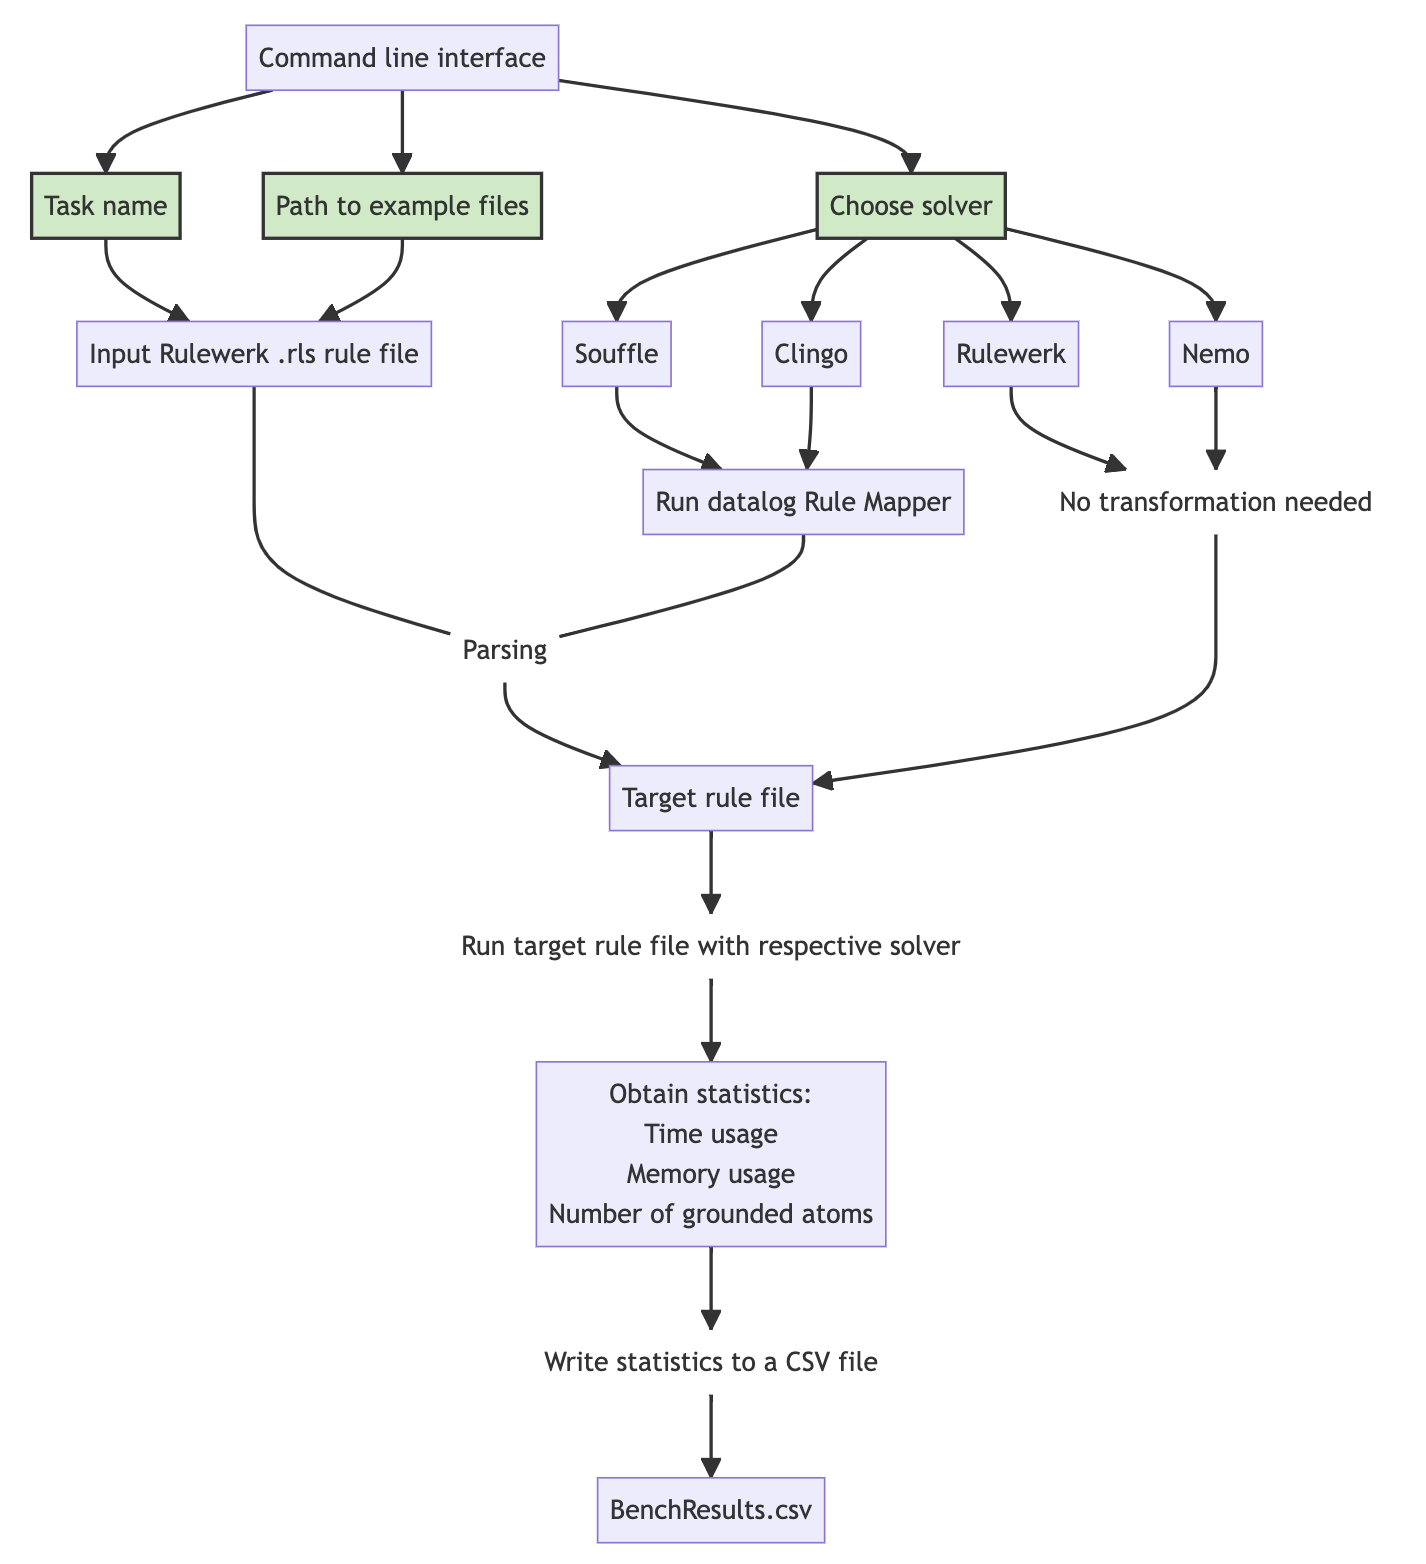 Command line interface
Task name
Path to example files
Choose solver
Input Rulewerk .rls rule file
Souffle
Clingo
Rulewerk
Nemo
Run datalog Rule Mapper
No transformation needed
Parsing
Target rule file
Run target rule file with respective solver
Obtain statistics:
Time usage
Memory usage
Number of grounded atoms
Write statistics to a CSV file
BenchResults.csv